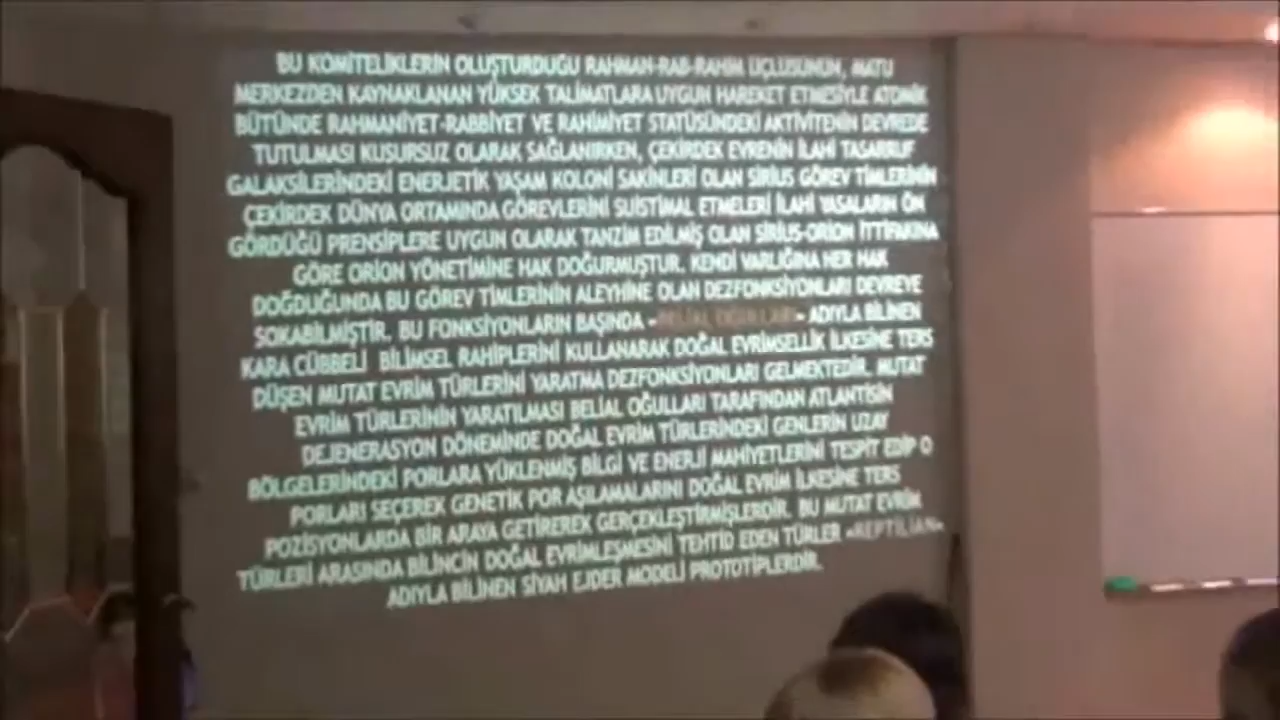 BU KOMİTELİKLERİN OLUŞTURDUĞU RAHMAN-RAB-RAHIM ÜÇLÜSÜNÜN, MATU
MERKEZDEN KAYNAKLANAN YÜKSEK TALİMATLARA UYGUN HAREKET ETMESİYLE ATOMİK
BÜTÜNDE RAHMANİYET-RABBİYET VE RAHİMİYET STATÜSÜNDEKİ AKTİVİTENİN DEVREDE
TUTULMASI KUSURSUZ OLARAK SAĞLANIRKEN, ÇEKİRDEK EVRENİN İLAHİ TASARRUF
GALAKSİLERİNDEKİ ENERJETİK YAŞAM KOLONİ SAKİNLERİ OLAN SİRİUS GÖREV TİMLERİNİN
ÇEKİRDEK DÜNYA ORTAMINDA GÖREVLERİNİ SUİSTİMAL ETMELERİ İLAHİ YASALARIN ÖN
GÖRDÜĞÜ PRENSİPLERE UYGUN OLARAK TANZİM EDİLMİŞ OLAN SİRİUS-ORİON İTTİFAKINA
GÖRE ORİON YÖNETİMİNE HAK DOĞURMUŞTUR. KENDİ VARLIĞINA HER HAK
DOĞDUĞUNDA BU GÖREV TİMLERİNİN ALEYHİNE OLAN DEZFONKSİYONLARI DEVREYE
SOKABİLMİŞTİR. BU FONKSİYONLARIN BAŞINDA «BELİAL OĞULLARI» ADIYLA BİLİNEN
KARA CÜBBELİ BİLİMSEL RAHİPLERİNİ KULLANARAK DOĞAL EVRİMSELLİK İLKESİNE TERS
DÜŞEN MUTAT EVRİM TÜRLERİNİ YARATMA DEZFONKSİYONLARI GELMEKTEDİR. MUTAT
EVRİM TÜRLERİNİN YARATILMASI BELİAL OĞULLARI TARAFINDAN ATLANTİSİN
DEJENERASYON DÖNEMİNDE DOĞAL EVRİM TÜRLERİNDEKİ GENLERİN UZAY
BÖLGELERİNDEKİ PORLARA YÜKLENMİŞ BİLGİ VE ENERJİ MAHİYETLERİNİ TESPİT EDİP O
PORLARI SEÇEREK GENETİK POR AŞILAMALARINI DOĞAL EVRİM İLKESİNE TERS
POZİSYONLARDA BİR ARAYA GETİREREK GERÇEKLEŞTİRMİŞLERDİR. BU MUTAT EVRİM
TÜRLERİ ARASINDA BİLİNCİN DOĞAL EVRİMLEŞMESİNİ TEHTİD EDEN TÜRLER «REPTİLİAN»
ADIYLA BİLİNEN SİYAH EJDER MODELİ PROTOTİPLERDİR.